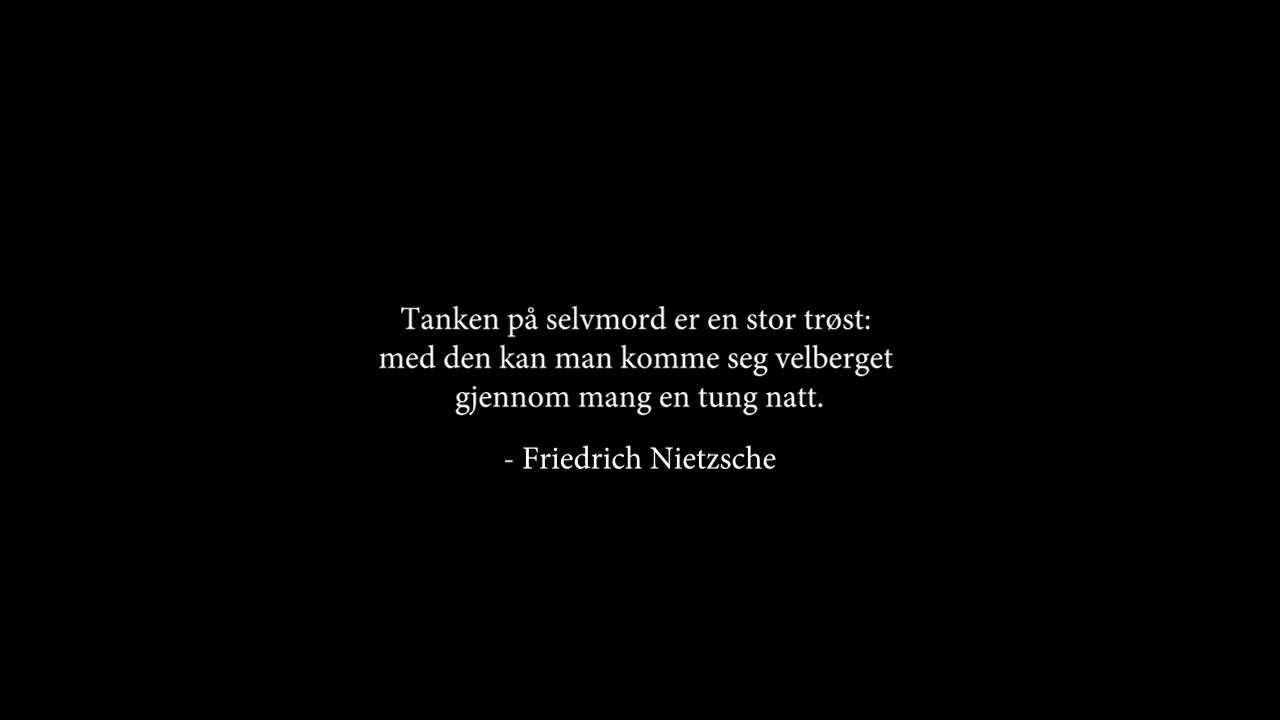 Tanken på selvmord er en stor trøst:
med den kan man komme seg velberget
gjennom mang en tung natt.
- Friedrich Nietzsche